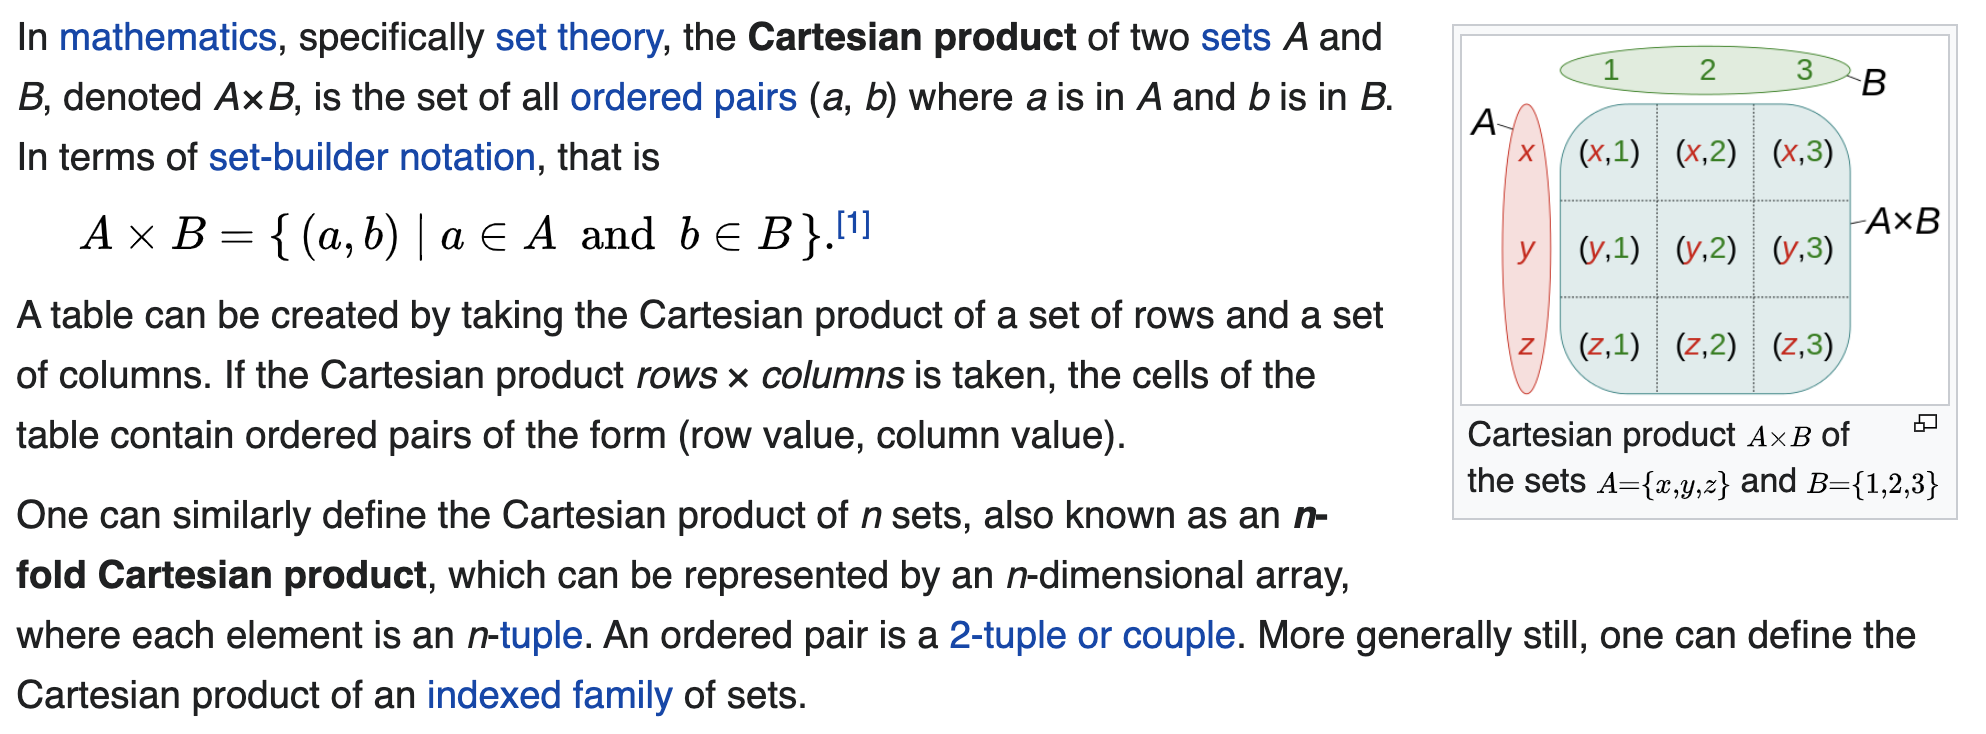 In mathematics, specifically set theory, the Cartesian product of two sets A and
B, denoted A×B, is the set of all ordered pairs (a, b) where a is in A and b is in B.
In terms of set-builder notation, that is
A × B = { (a, b) | a ∈ A and b ∈ B }.[1]
A table can be created by taking the Cartesian product of a set of rows and a set
of columns. If the Cartesian product rows × columns is taken, the cells of the
table contain ordered pairs of the form (row value, column value).
One can similarly define the Cartesian product of n sets, also known as an n-
fold Cartesian product, which can be represented by an n-dimensional array,
where each element is an n-tuple. An ordered pair is a 2-tuple or couple. More generally still, one can define the
Cartesian product of an indexed family of sets.
1 2 3
B
A
x (x,1) (x,2) (x,3)
A×B
y (y,1) (y,2) (y,3)
z (z,1) (z,2) (z,3)
Cartesian product A×B of
the sets A={x,y,z} and B={1,2,3}